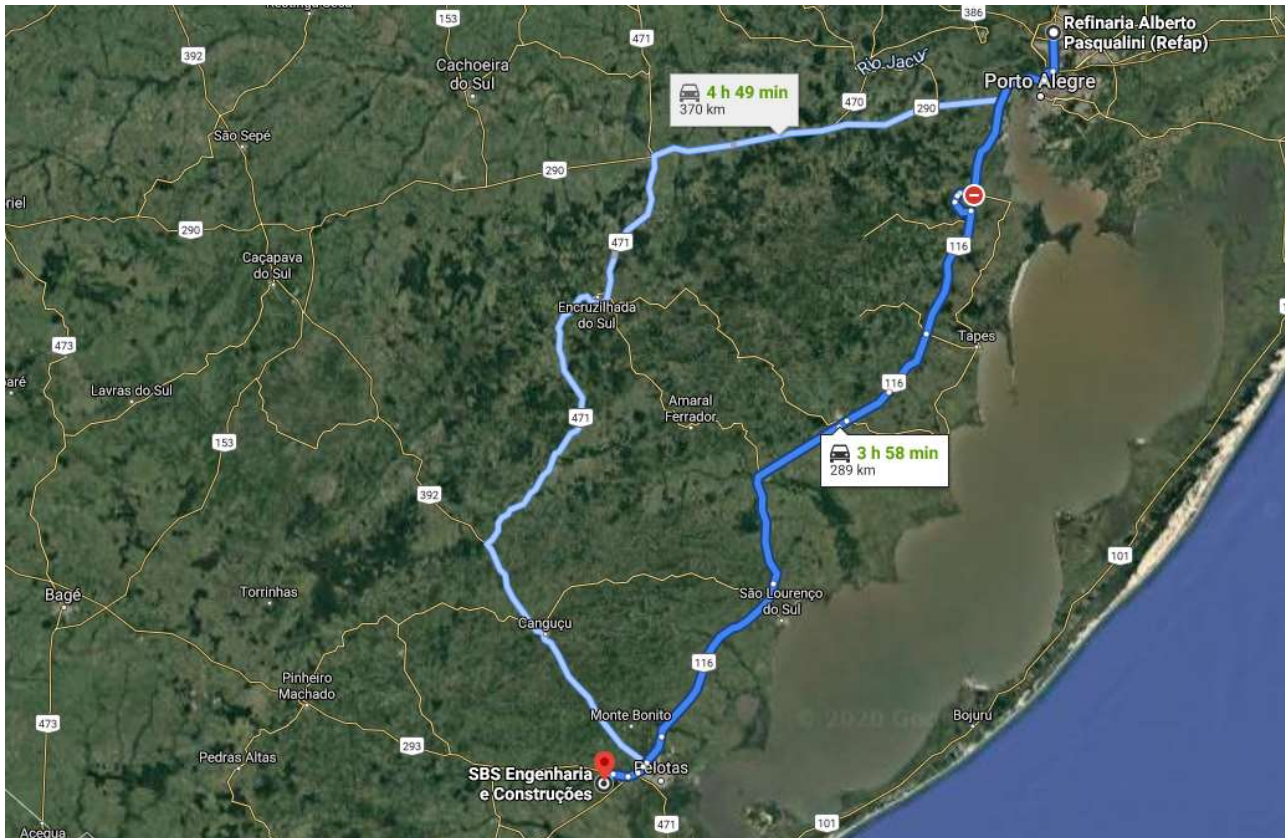 153
471
386
Refinaria Alberto
Pasqualini (Refap)
392
Cachoeira
do Sul
Rio Jacuí
Porto Alegre
4 h 49 min
370 km
470
290
São Sepé
290
290
Caçapava
do Sul
471
116
Encruzilhada
do Sul
Tapes
473
Lavras do Sul
116
Amaral
Ferrador
471
153
3 h 58 min
289 km
392
101
Bagé
Torrinhas
São Lourenço
do Sul
Canguçu
116
Pinheiro
Machado
Monte Bonito
© 2020
Bojuru
473
293
Pedras Altas
SBS Engenharia
e Construções
Pelotas
471
101
Acegua